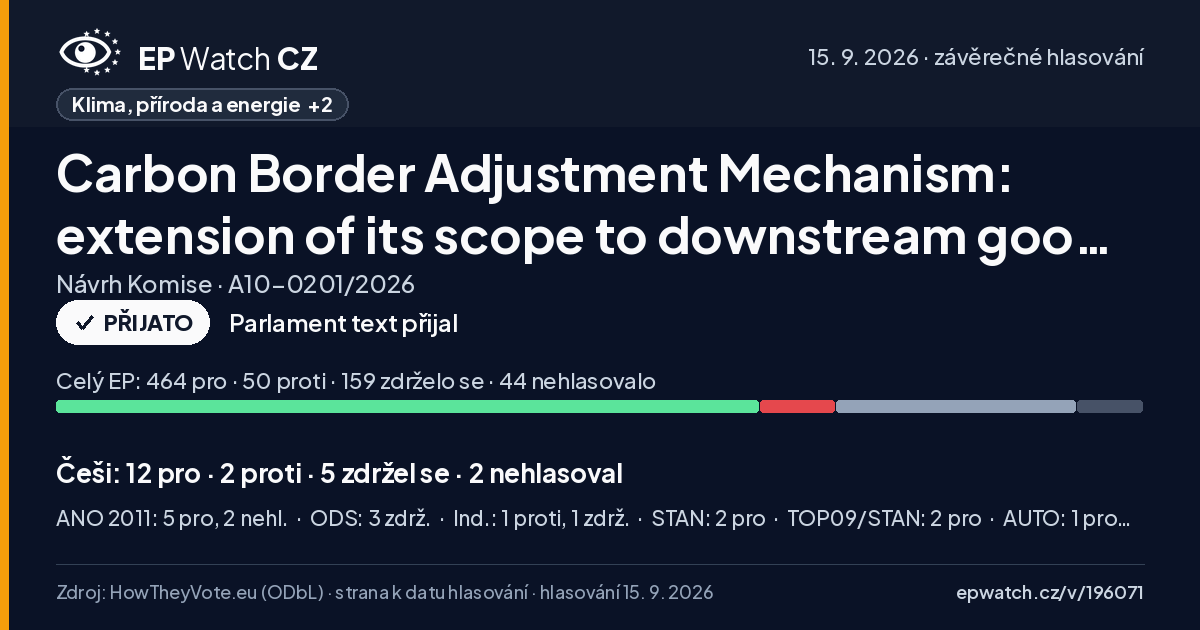 EP Watch CZ
15. 9. 2026 · závěrečné hlasování
Klima, příroda a energie +2
Carbon Border Adjustment Mechanism:
extension of its scope to downstream goo…
Návrh Komise · A10–0201/2026
✓ PŘIJATO Parlament text přijal
Celý EP: 464 pro · 50 proti · 159 zdrželo se · 44 nehlasovalo
Češi: 12 pro · 2 proti · 5 zdržel se · 2 nehlasoval
ANO 2011: 5 pro, 2 nehl. · ODS: 3 zdrž. · Ind.: 1 proti, 1 zdrž. · STAN: 2 pro · TOP09/STAN: 2 pro · AUTO: 1 pro…
Zdroj: HowTheyVote.eu (ODbL) · strana k datu hlasování · hlasování 15. 9. 2026
epwatch.cz/v/196071